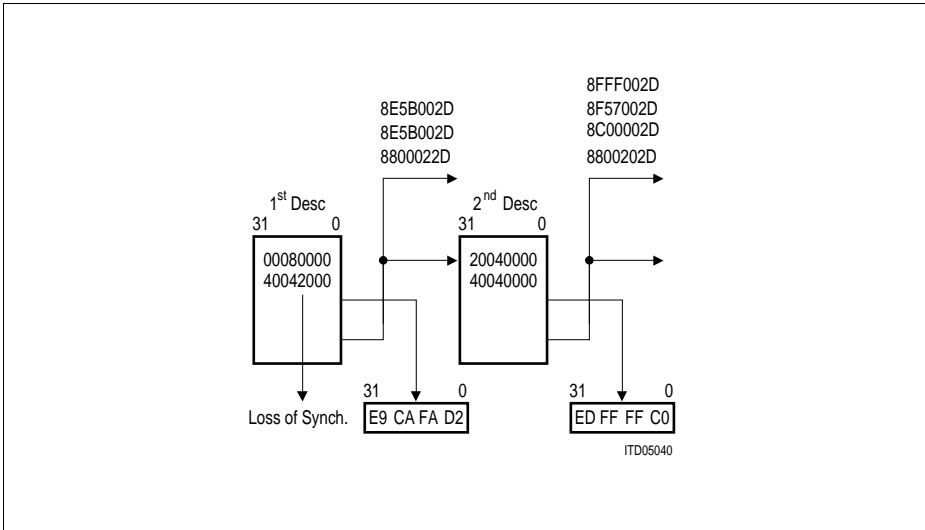 8E5B002D
8E5B002D
8800022D
8FFF002D
8F57002D
8C00002D
8800202D
1st Desc
31 0
00080000
40042000
2nd Desc
31 0
20040000
40040000
Loss of Synch.
31 0
E9 CA FA D2
31 0
ED FF FF C0
ITD05040